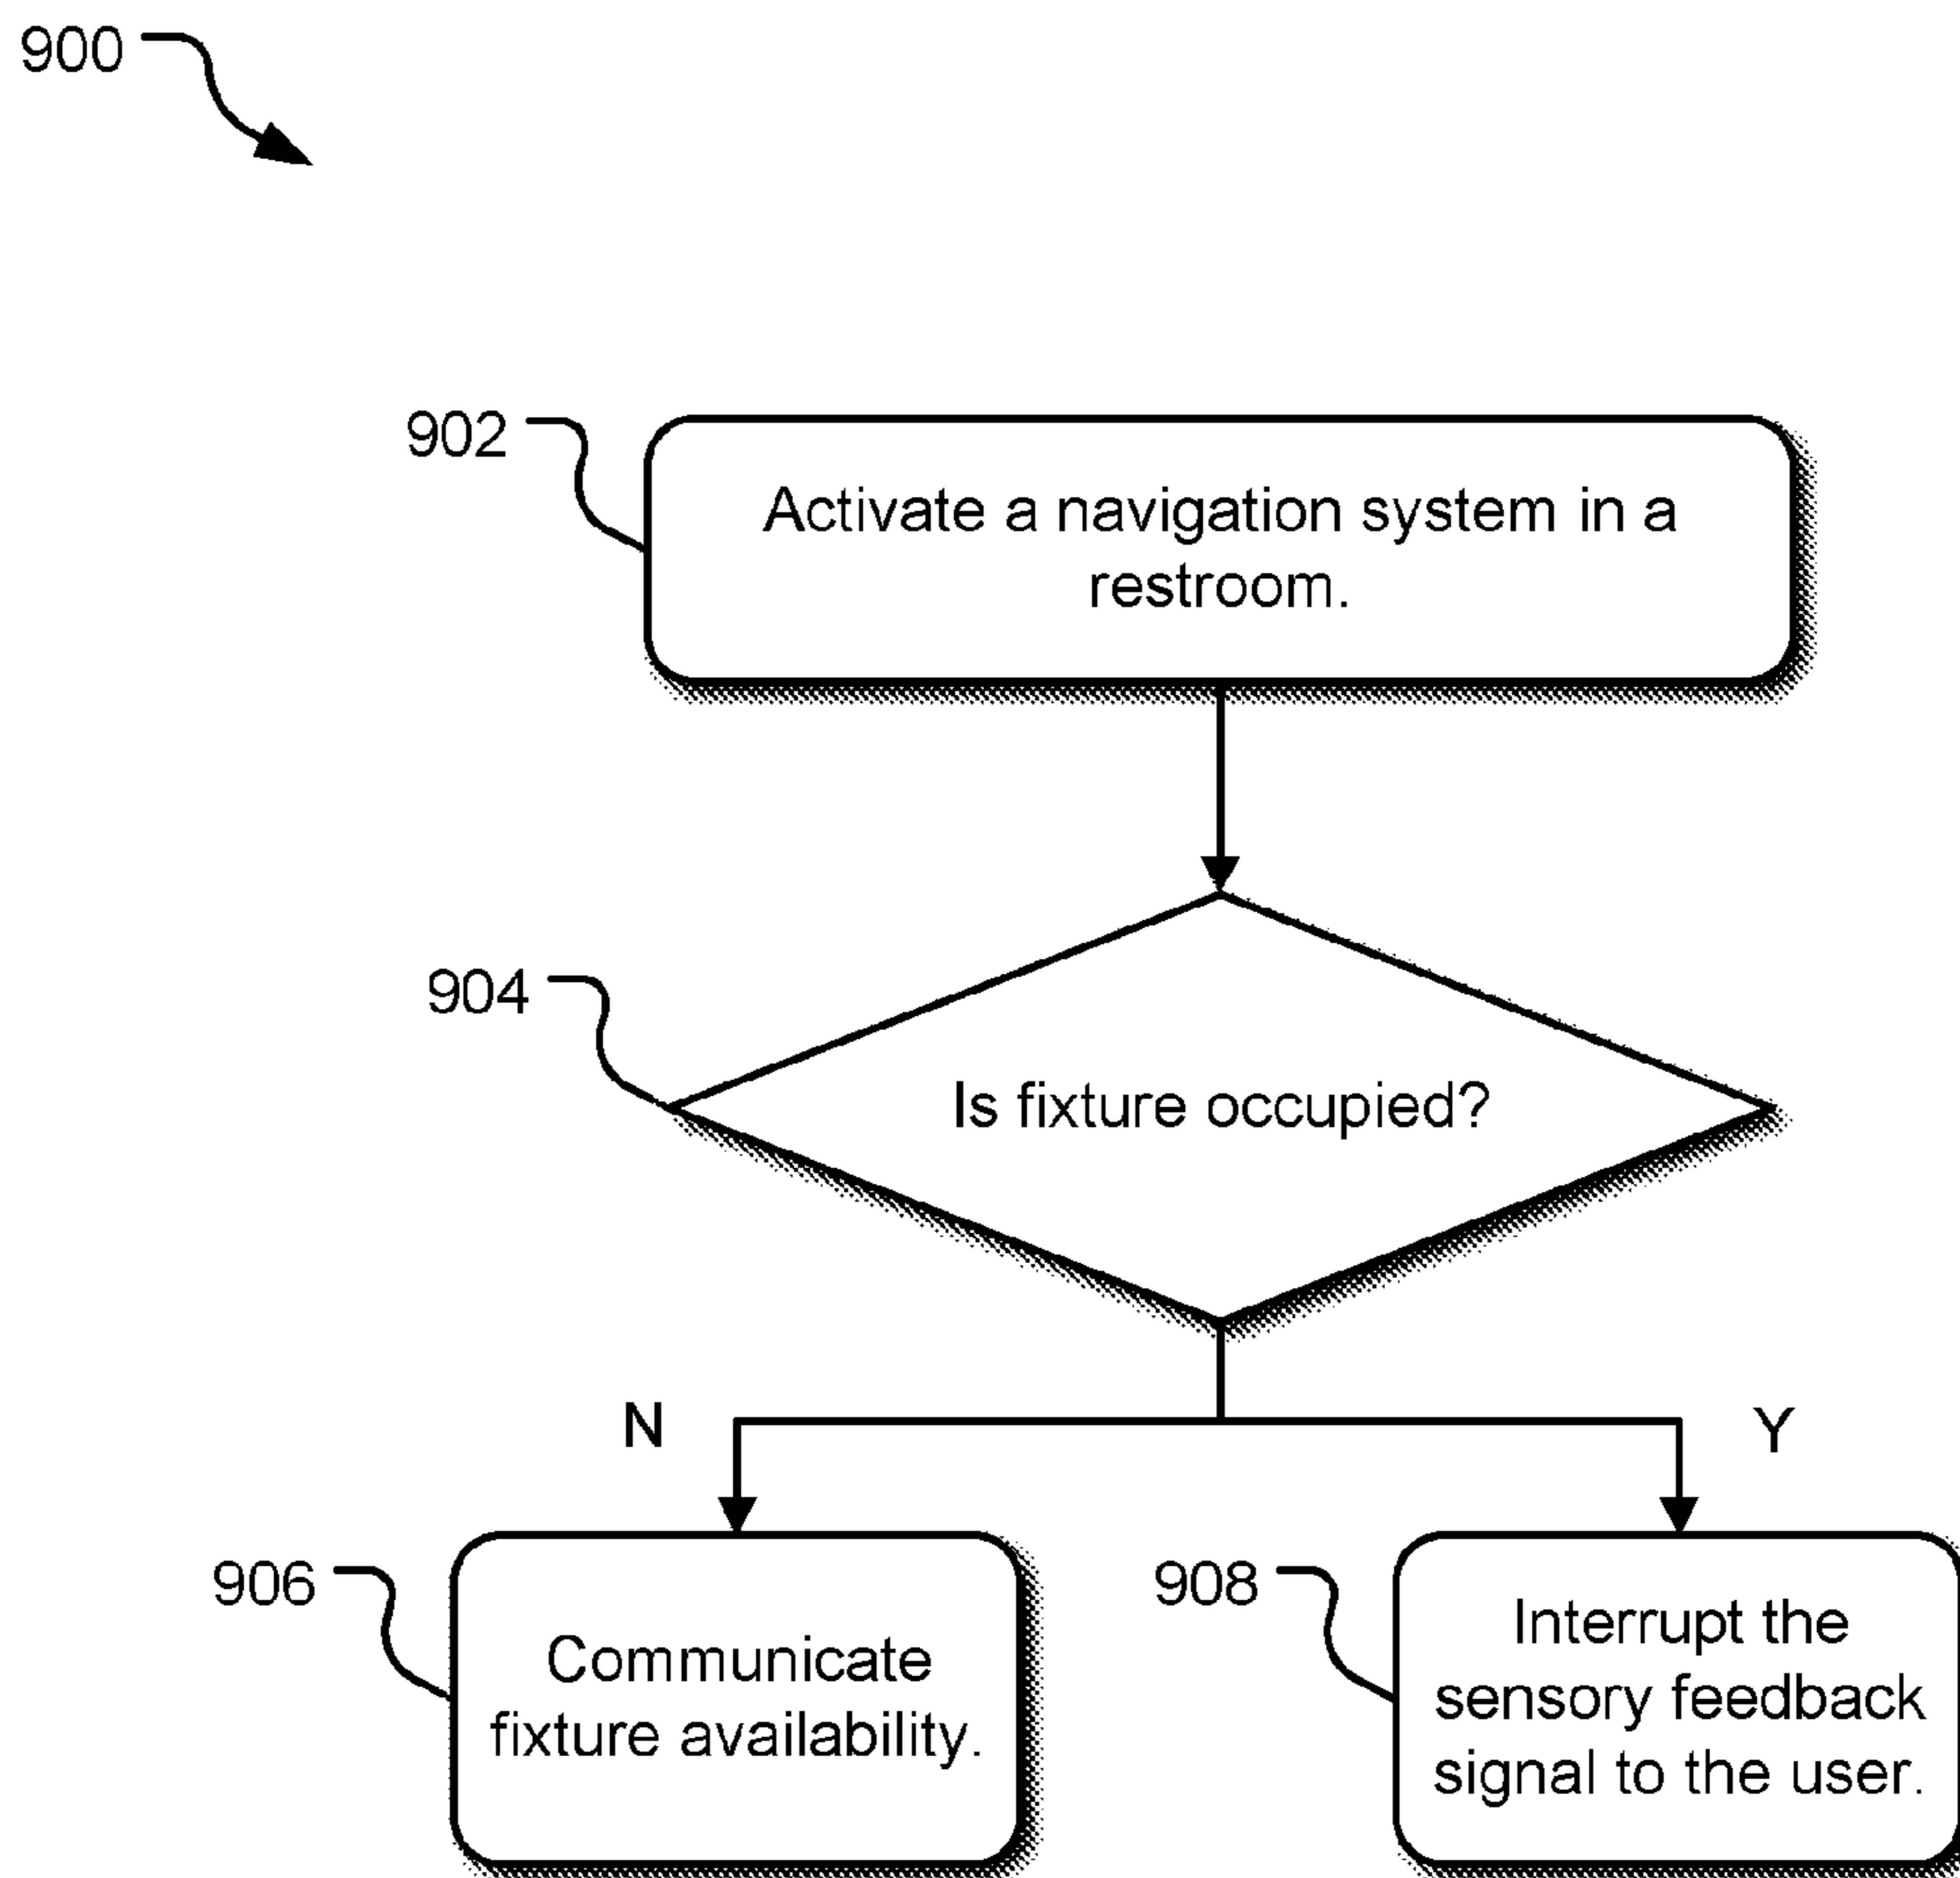 900
902
Activate a navigation system in a
restroom.
904
Is fixture occupied?
N
Y
906
Communicate
fixture availability.
908
Interrupt the
sensory feedback
signal to the user.